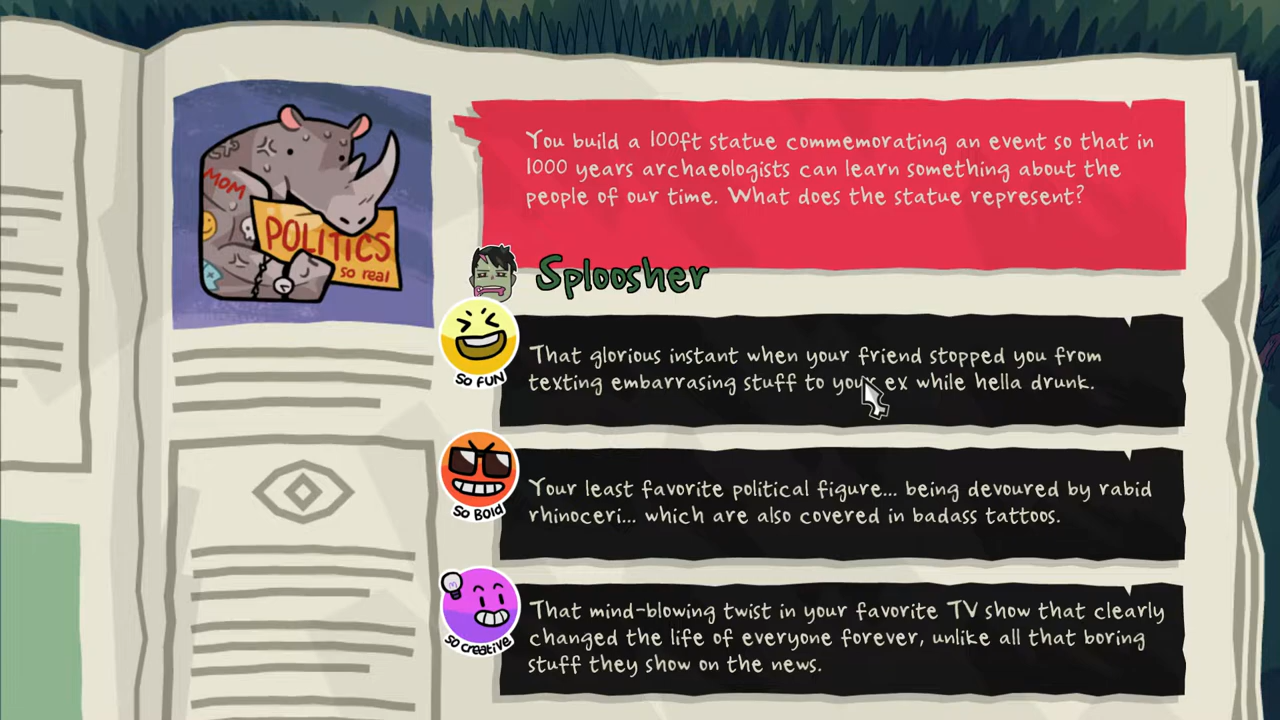 MOM
POLITICS
so real
You build a 100ft statue commemorating an event so that in
1000 years archaeologists can learn something about the
people of our time. What does the statue represent?
Sploosher
So FUN
That glorious instant when your friend stopped you from
texting embarrasing stuff to your ex while hella drunk.
So Bold
Your least favorite political figure... being devoured by rabid
rhinoceri... which are also covered in badass tattoos.
So Creative
That mind-blowing twist in your favorite TV show that clearly
changed the life of everyone forever, unlike all that boring
stuff they show on the news.